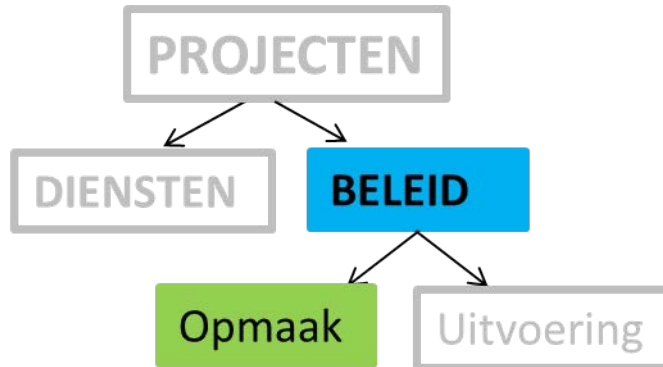 PROJECTEN
DIENSTEN
BELEID
Opmaak
Uitvoering